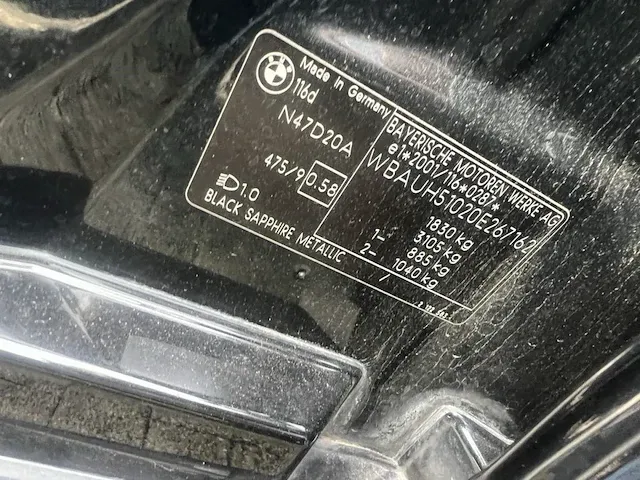 BMW
Made in Germany
116d
N47D20A
475/9 0.58
1.0
BLACK SAPPHIRE METALLIC
BAYERISCHE MOTOREN WERKE AG
e1*2001/116*0287*
WBAUH51020E267162
1830 kg
3105 kg
1- 885 kg
2- 1040 kg
/